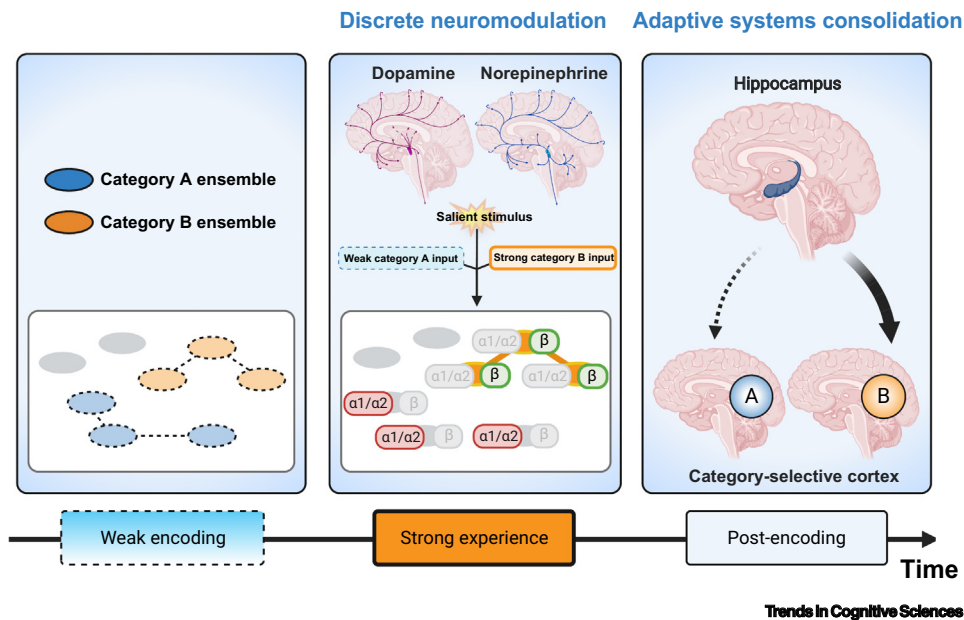 Discrete neuromodulation
Adaptive systems consolidation
Category A ensemble
Category B ensemble
Dopamine
Norepinephrine
Salient stimulus
Weak category A input
Strong category B input
α1/α2
β
α1/α2
β
α1/α2
β
α1/α2
β
α1/α2
β
α1/α2
β
Hippocampus
A
B
Category-selective cortex
Weak encoding
Strong experience
Post-encoding
Time
Trends in Cognitive Sciences